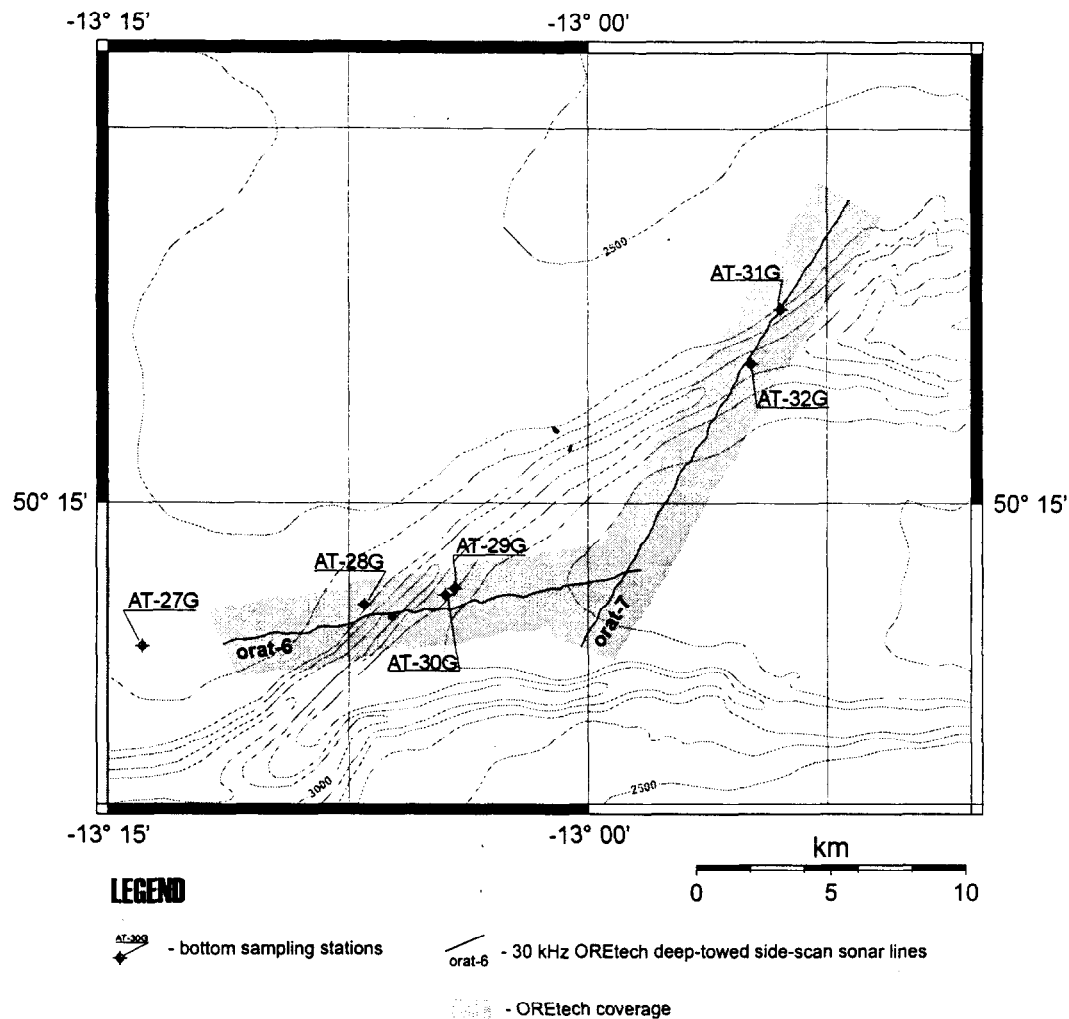 -13° 15' -13° 00'
2500
AT-31G
AT-32G
50° 15' 50° 15'
AT-29G
AT-28G
AT-27G
orat-7
orat-6
AT-30G
3000
2500
-13° 15' -13° 00'
km
0 5 10
LEGEND
AT-30G
- bottom sampling stations
orat-6
- 30 kHz OREtech deep-towed side-scan sonar lines
- OREtech coverage